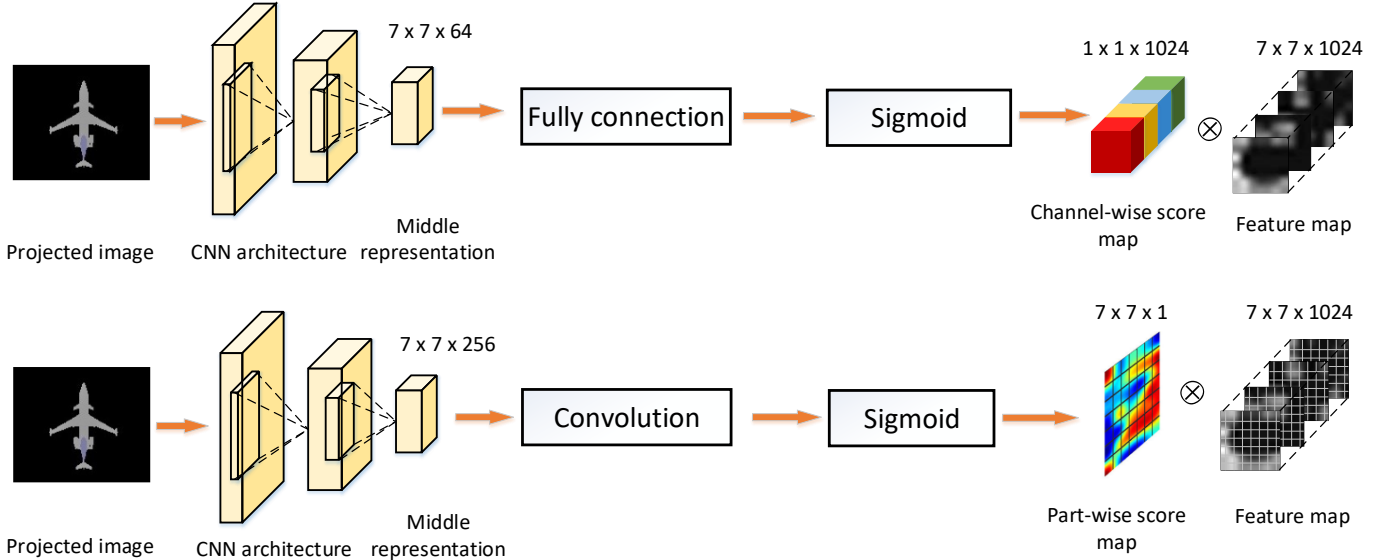 7 x 7 x 64
1 x 1 x 1024
7 x 7 x 1024
Fully connection
Sigmoid
Projected image
CNN architecture
Middle
representation
Channel-wise score
map
Feature map
7 x 7 x 256
7 x 7 x 1
7 x 7 x 1024
Convolution
Sigmoid
Projected image
CNN architecture
Middle
representation
Part-wise score
map
Feature map